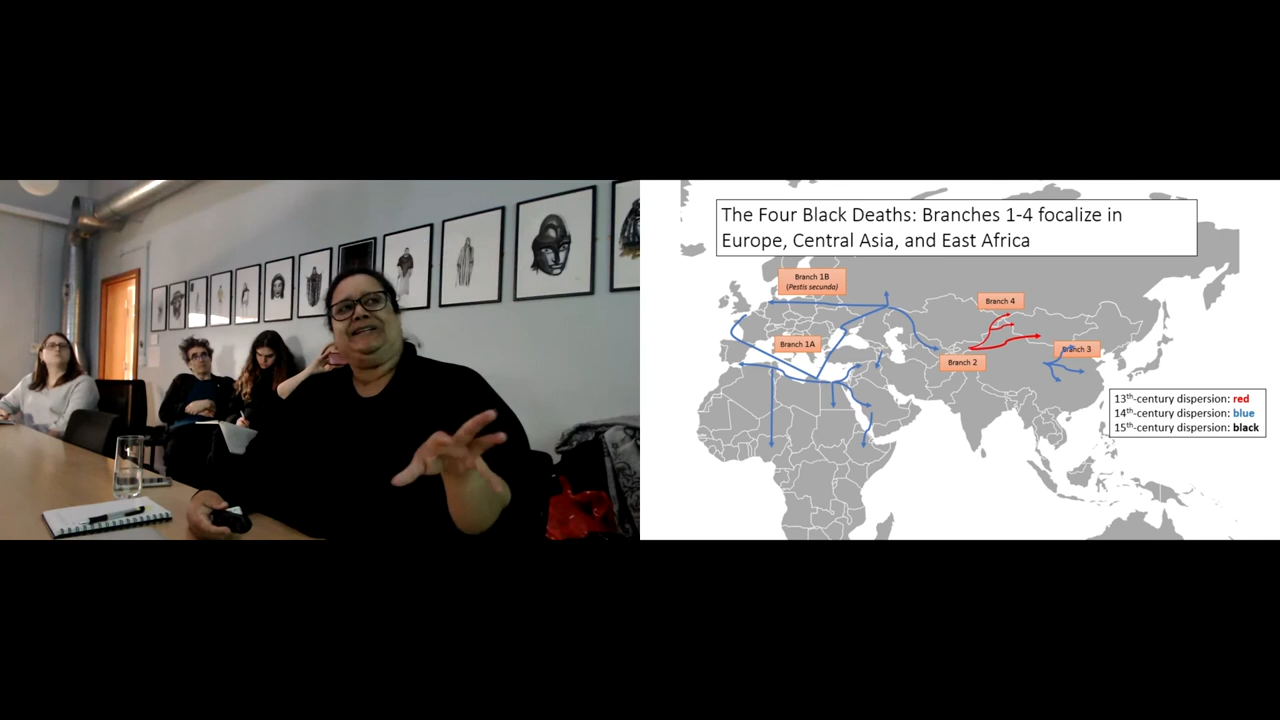 The Four Black Deaths: Branches 1-4 focalize in
Europe, Central Asia, and East Africa
Branch 1B
(Pestis secunda)
Branch 4
Branch 1A
Branch 3
Branch 2
13th-century dispersion: red
14th-century dispersion: blue
15th-century dispersion: black